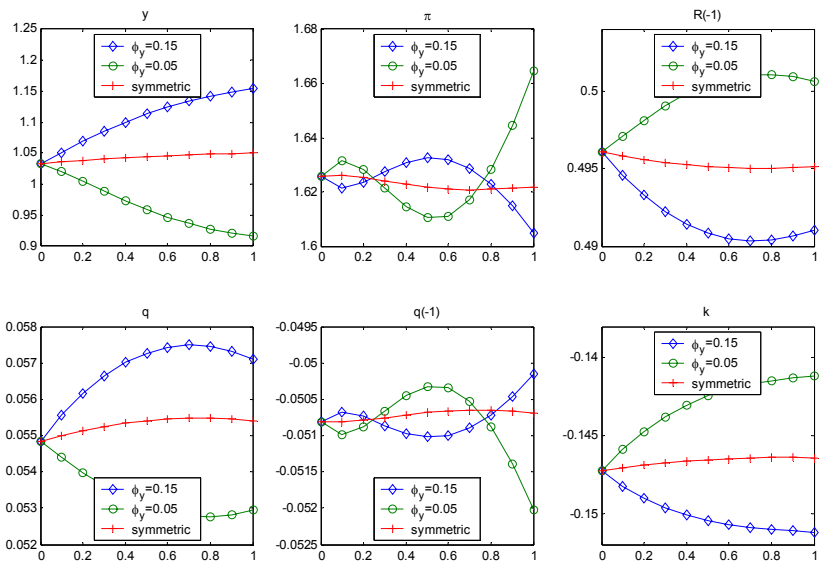 y
1.25
1.2
1.15
1.1
1.05
1
0.95
0.9
0 0.2 0.4 0.6 0.8 1
ϕy=0.15
ϕy=0.05
symmetric
π
1.68
1.66
1.64
1.62
1.6
0 0.2 0.4 0.6 0.8 1
ϕy=0.15
ϕy=0.05
symmetric
R(-1)
0.5
0.495
0.49
0 0.2 0.4 0.6 0.8 1
ϕy=0.15
ϕy=0.05
symmetric
q
0.058
0.057
0.056
0.055
0.054
0.053
0.052
0 0.2 0.4 0.6 0.8 1
ϕy=0.15
ϕy=0.05
symmetric
q(-1)
-0.0495
-0.05
-0.0505
-0.051
-0.0515
-0.052
-0.0525
0 0.2 0.4 0.6 0.8 1
ϕy=0.15
ϕy=0.05
symmetric
k
-0.14
-0.145
-0.15
0 0.2 0.4 0.6 0.8 1
ϕy=0.15
ϕy=0.05
symmetric